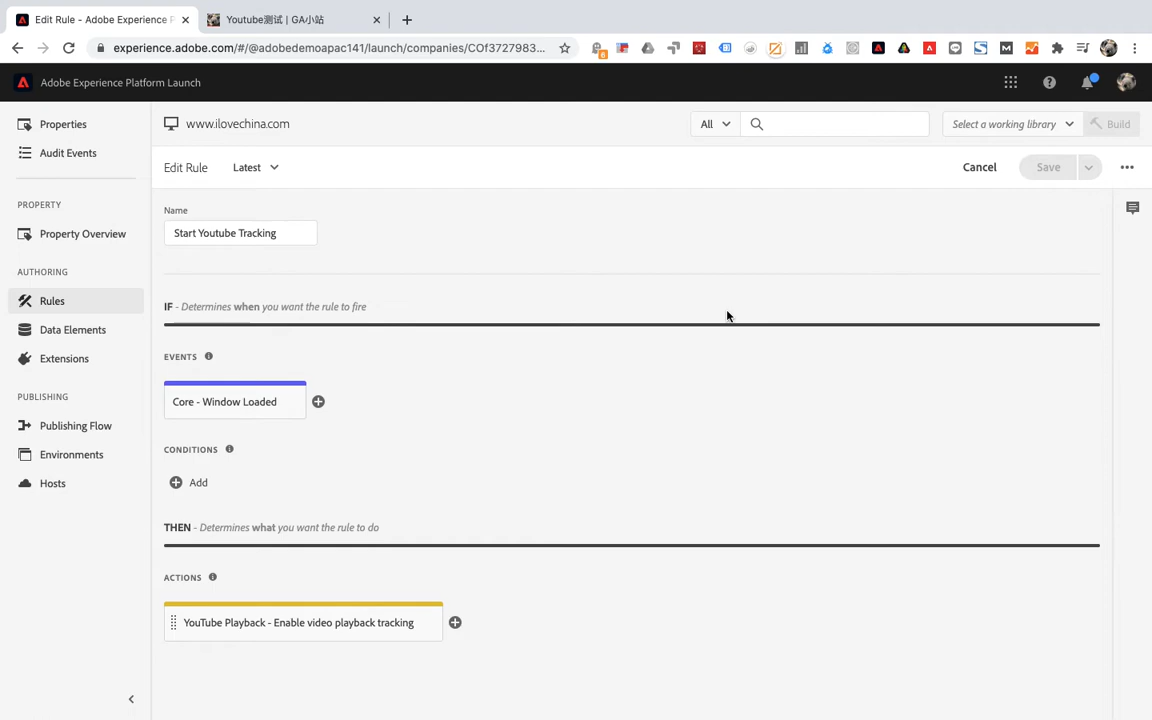 Edit Rule - Adobe Experience P
Youtube测试 | GA小站
experience.adobe.com/#/@adobedemoapac141/launch/companies/COf3727983...
6
Adobe Experience Platform Launch
Properties
Audit Events
PROPERTY
Property Overview
AUTHORING
Rules
Data Elements
Extensions
PUBLISHING
Publishing Flow
Environments
Hosts
www.ilovechina.com
All
Select a working library
Build
Edit Rule
Latest
Cancel
Save
Name
Start Youtube Tracking
IF - Determines when you want the rule to fire
EVENTS
Core - Window Loaded
CONDITIONS
Add
THEN - Determines what you want the rule to do
ACTIONS
YouTube Playback - Enable video playback tracking